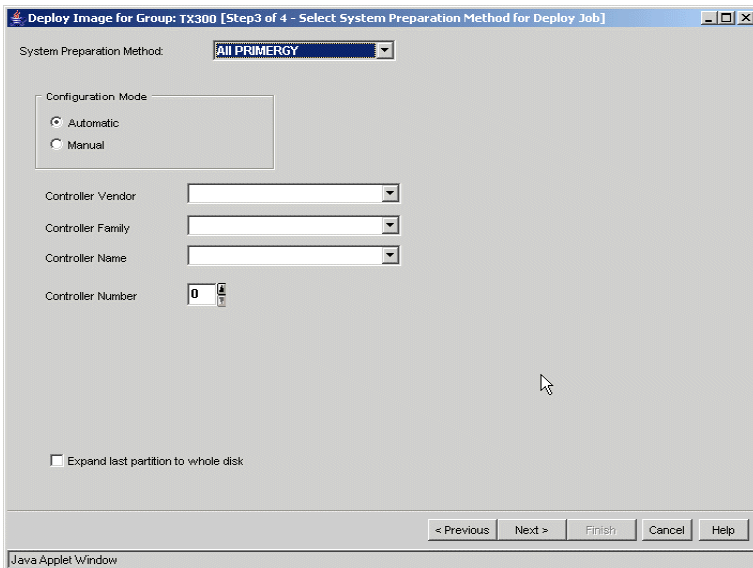 Deploy Image for Group: TX300 [Step3 of 4 - Select System Preparation Method for Deploy Job]
System Preparation Method: All PRIMERGY
Configuration Mode
Automatic
Manual
Controller Vendor
Controller Family
Controller Name
Controller Number 0
Expand last partition to whole disk
< Previous Next > Finish Cancel Help
Java Applet Window